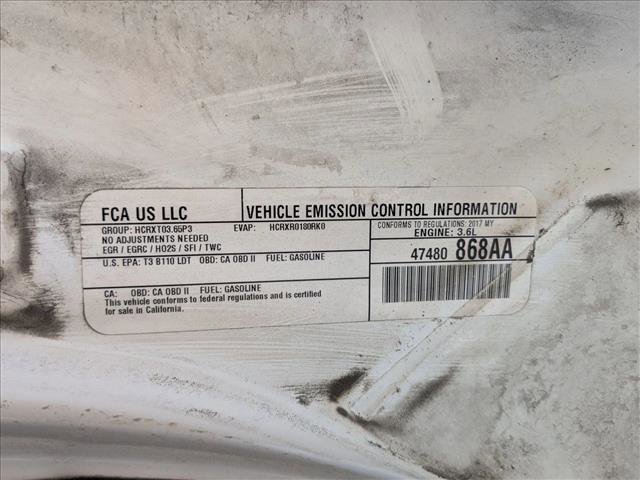 FCA US LLC
VEHICLE EMISSION CONTROL INFORMATION
GROUP: HCRXT03.65P3 EVAP: HCRXR0180RK0
NO ADJUSTMENTS NEEDED
EGR / EGRC / HO2S / SFI / TWC
CONFORMS TO REGULATIONS: 2017 MY
ENGINE: 3.6L
U.S. EPA: T3 B110 LDT OBD: CA OBD II FUEL: GASOLINE
47480 868AA
CA: OBD: CA OBD II FUEL: GASOLINE
This vehicle conforms to federal regulations and is certified
for sale in California.